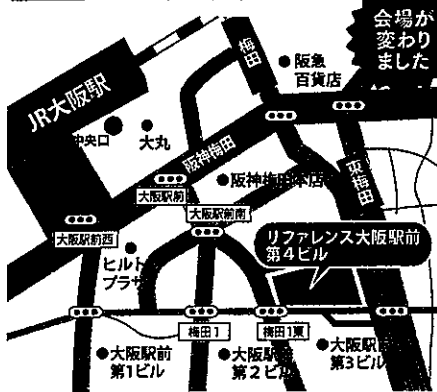 会場が
変わり
ました
梅田
阪急
百貨店
JR大阪駅
中央口
大丸
阪神梅田
阪神梅田本店
東梅田
大阪駅前
大阪駅前南
大阪駅前西
ヒルトン
プラザ
リファレンス大阪駅前
第4ビル
梅田1
梅田1東
大阪駅前
第1ビル
大阪駅前
第2ビル
大阪駅前
第3ビル